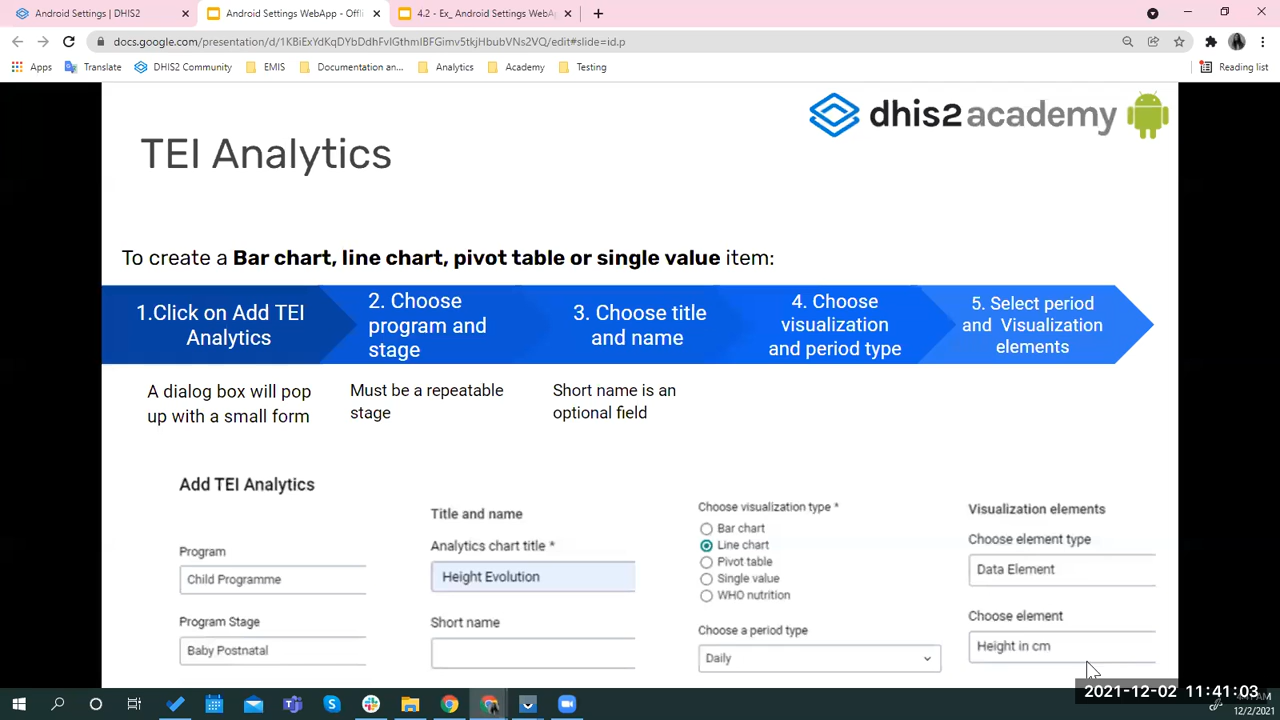 Android Settings | DHIS2
Android Settings WebApp - Offli
4.2 - Ex_ Android Settings WebA
docs.google.com/presentation/d/1KBiExYdKqDYbDdhFvlGthmIBFGimv5tkjHbubVNs2VQ/edit#slide=id.p
Apps
Translate
DHIS2 Community
EMIS
Documentation an...
Analytics
Academy
Testing
Reading list
dhis2 academy
TEI Analytics
To create a Bar chart, line chart, pivot table or single value item:
1.Click on Add TEI
Analytics
2. Choose
program and
stage
3. Choose title
and name
4. Choose
visualization
and period type
5. Select period
and Visualization
elements
A dialog box will pop
up with a small form
Must be a repeatable
stage
Short name is an
optional field
Add TEI Analytics
Program
Child Programme
Program Stage
Baby Postnatal
Title and name
Analytics chart title *
Height Evolution
Short name
Choose visualization type *
Bar chart
Line chart
Pivot table
Single value
WHO nutrition
Choose a period type
Daily
Visualization elements
Choose element type
Data Element
Choose element
Height in cm
2021-12-02 11:41:03
12/2/2021